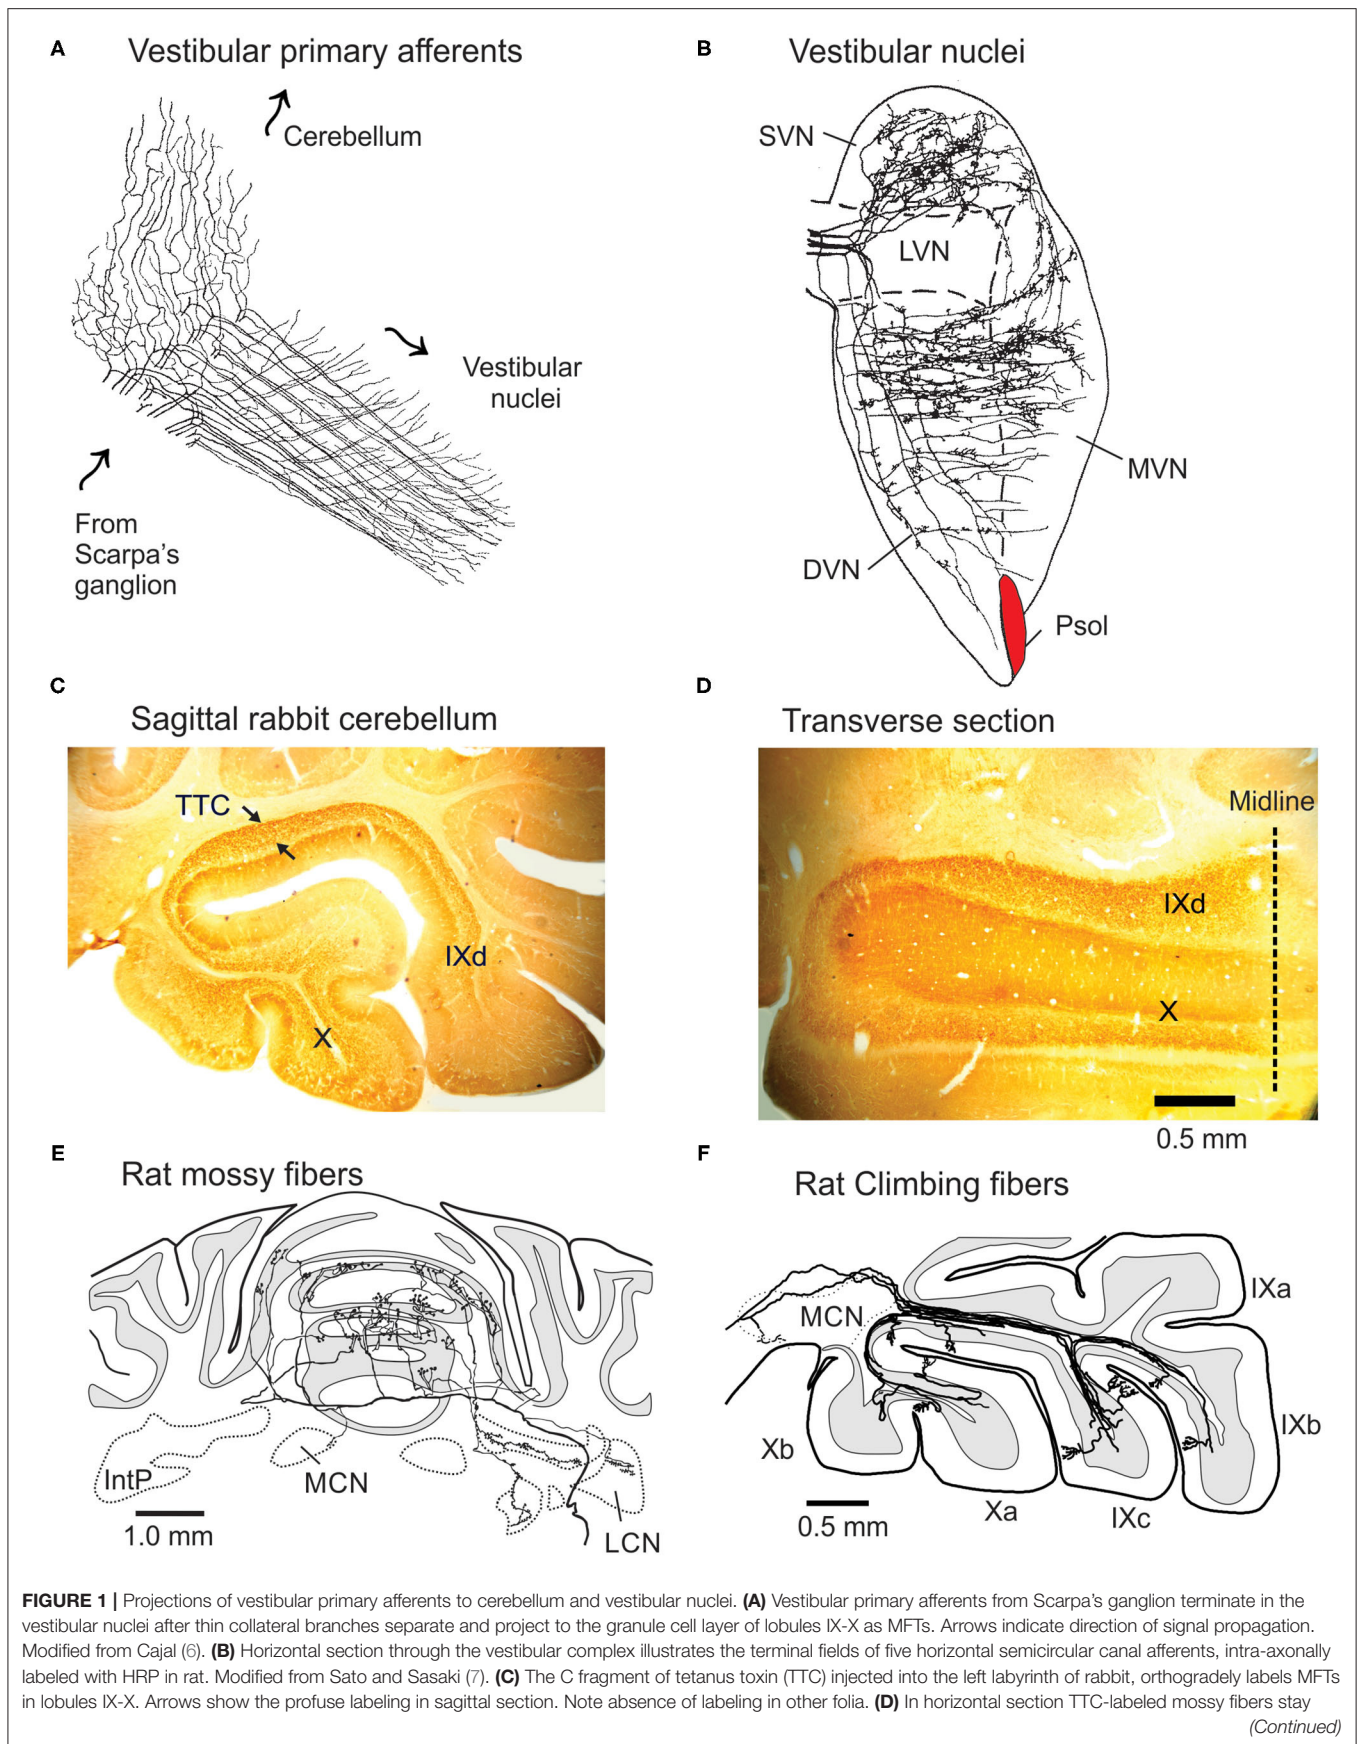 A
Vestibular primary afferents
Cerebellum
Vestibular
nuclei
From
Scarpa's
ganglion
B
Vestibular nuclei
SVN
LVN
MVN
DVN
Psol
C
Sagittal rabbit cerebellum
TTC
IXd
X
D
Transverse section
Midline
IXd
X
0.5 mm
E
Rat mossy fibers
IntP
MCN
1.0 mm
LCN
F
Rat Climbing fibers
IXa
MCN
IXb
Xb
Xa
IXc
0.5 mm
FIGURE 1 | Projections of vestibular primary afferents to cerebellum and vestibular nuclei. (A) Vestibular primary afferents from Scarpa's ganglion terminate in the
vestibular nuclei after thin collateral branches separate and project to the granule cell layer of lobules IX-X as MFTs. Arrows indicate direction of signal propagation.
Modified from Cajal (6). (B) Horizontal section through the vestibular complex illustrates the terminal fields of five horizontal semicircular canal afferents, intra-axonally
labeled with HRP in rat. Modified from Sato and Sasaki (7). (C) The C fragment of tetanus toxin (TTC) injected into the left labyrinth of rabbit, orthogradely labels MFTs
in lobules IX-X. Arrows show the profuse labeling in sagittal section. Note absence of labeling in other folia. (D) In horizontal section TTC-labeled mossy fibers stay
(Continued)